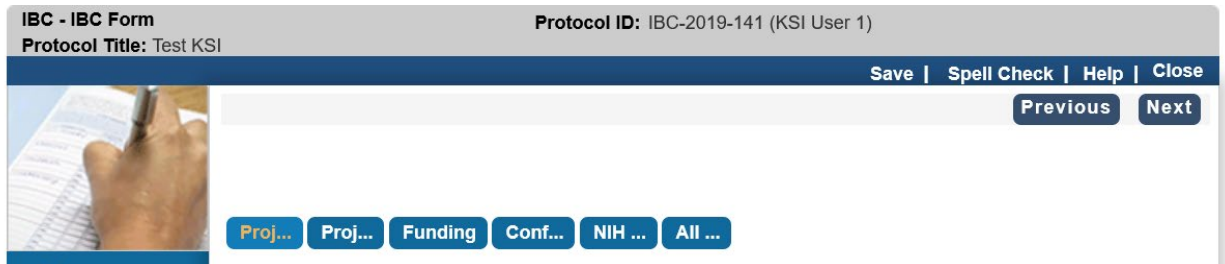 IBC - IBC Form
Protocol ID: IBC-2019-141 (KSI User 1)
Protocol Title: Test KSI
Save | Spell Check | Help | Close
Previous Next
Proj... Proj... Funding Conf... NIH ... All ...